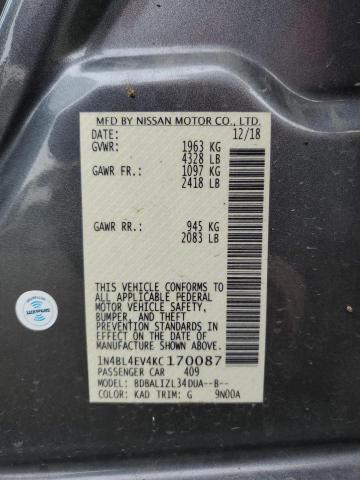 MFD BY NISSAN MOTOR CO., LTD.
DATE: 12/18
GVWR: 1963 KG
4328 LB
GAWR FR.: 1097 KG
2418 LB
GAWR RR.: 945 KG
2083 LB
THIS VEHICLE CONFORMS TO
ALL APPLICABLE FEDERAL
MOTOR VEHICLE SAFETY,
BUMPER, AND THEFT
PREVENTION STANDARDS
IN EFFECT ON THE DATE OF
MANUFACTURE SHOWN
ABOVE.
1N4BL4EV4KC170087
PASSENGER CAR 409
MODEL: BDBALIZL34DUA--B--
COLOR: KAD TRIM: G 9N00A